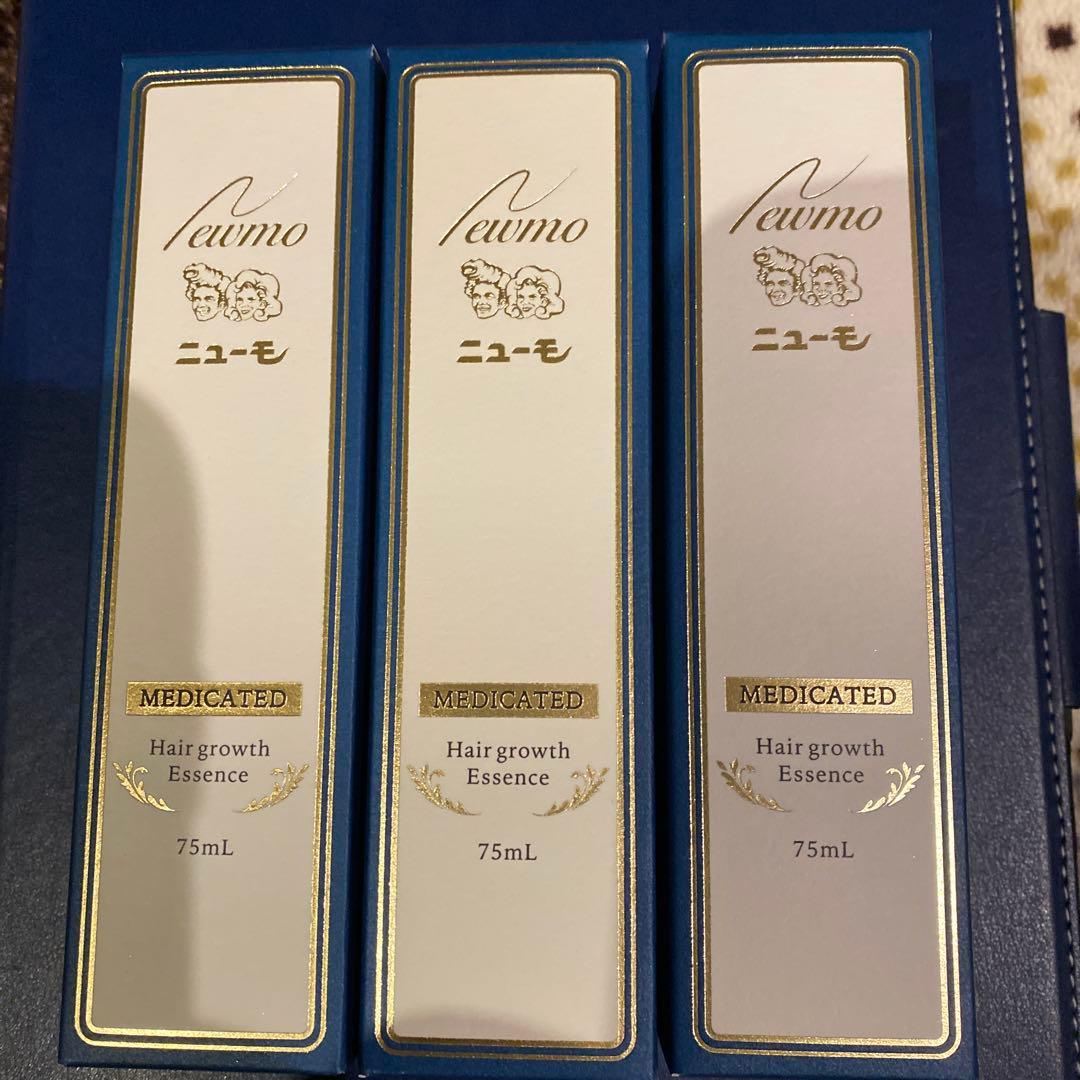 Newmo
ニューモ
MEDICATED
Hair growth
Essence
75mL
Newmo
ニューモ
MEDICATED
Hair growth
Essence
75mL
Newmo
ニューモ
MEDICATED
Hair growth
Essence
75mL